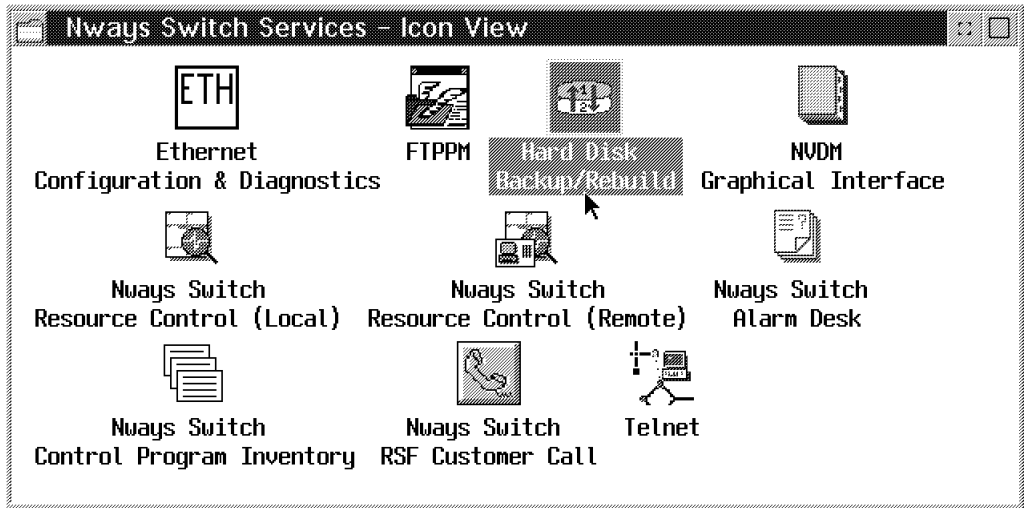 Nways Switch Services - Icon View
ETH
1
2
Ethernet
Configuration & Diagnostics
FTPPM
Hard Disk
Backup/Rebuild
NVDM
Graphical Interface
?
Nways Switch
Resource Control (Local)
Nways Switch
Resource Control (Remote)
Nways Switch
Alarm Desk
Nways Switch
Control Program Inventory
Nways Switch
RSF Customer Call
Telnet